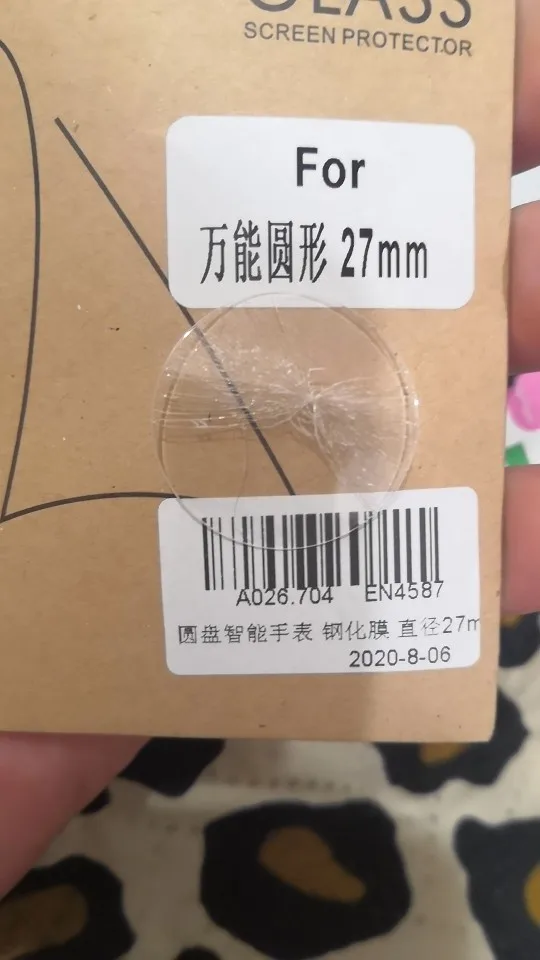 GLASS
SCREEN PROTECTOR
For
万能圆形 27mm
A026.704 EN4587
圆盘智能手表 钢化膜 直径27m
2020-8-06